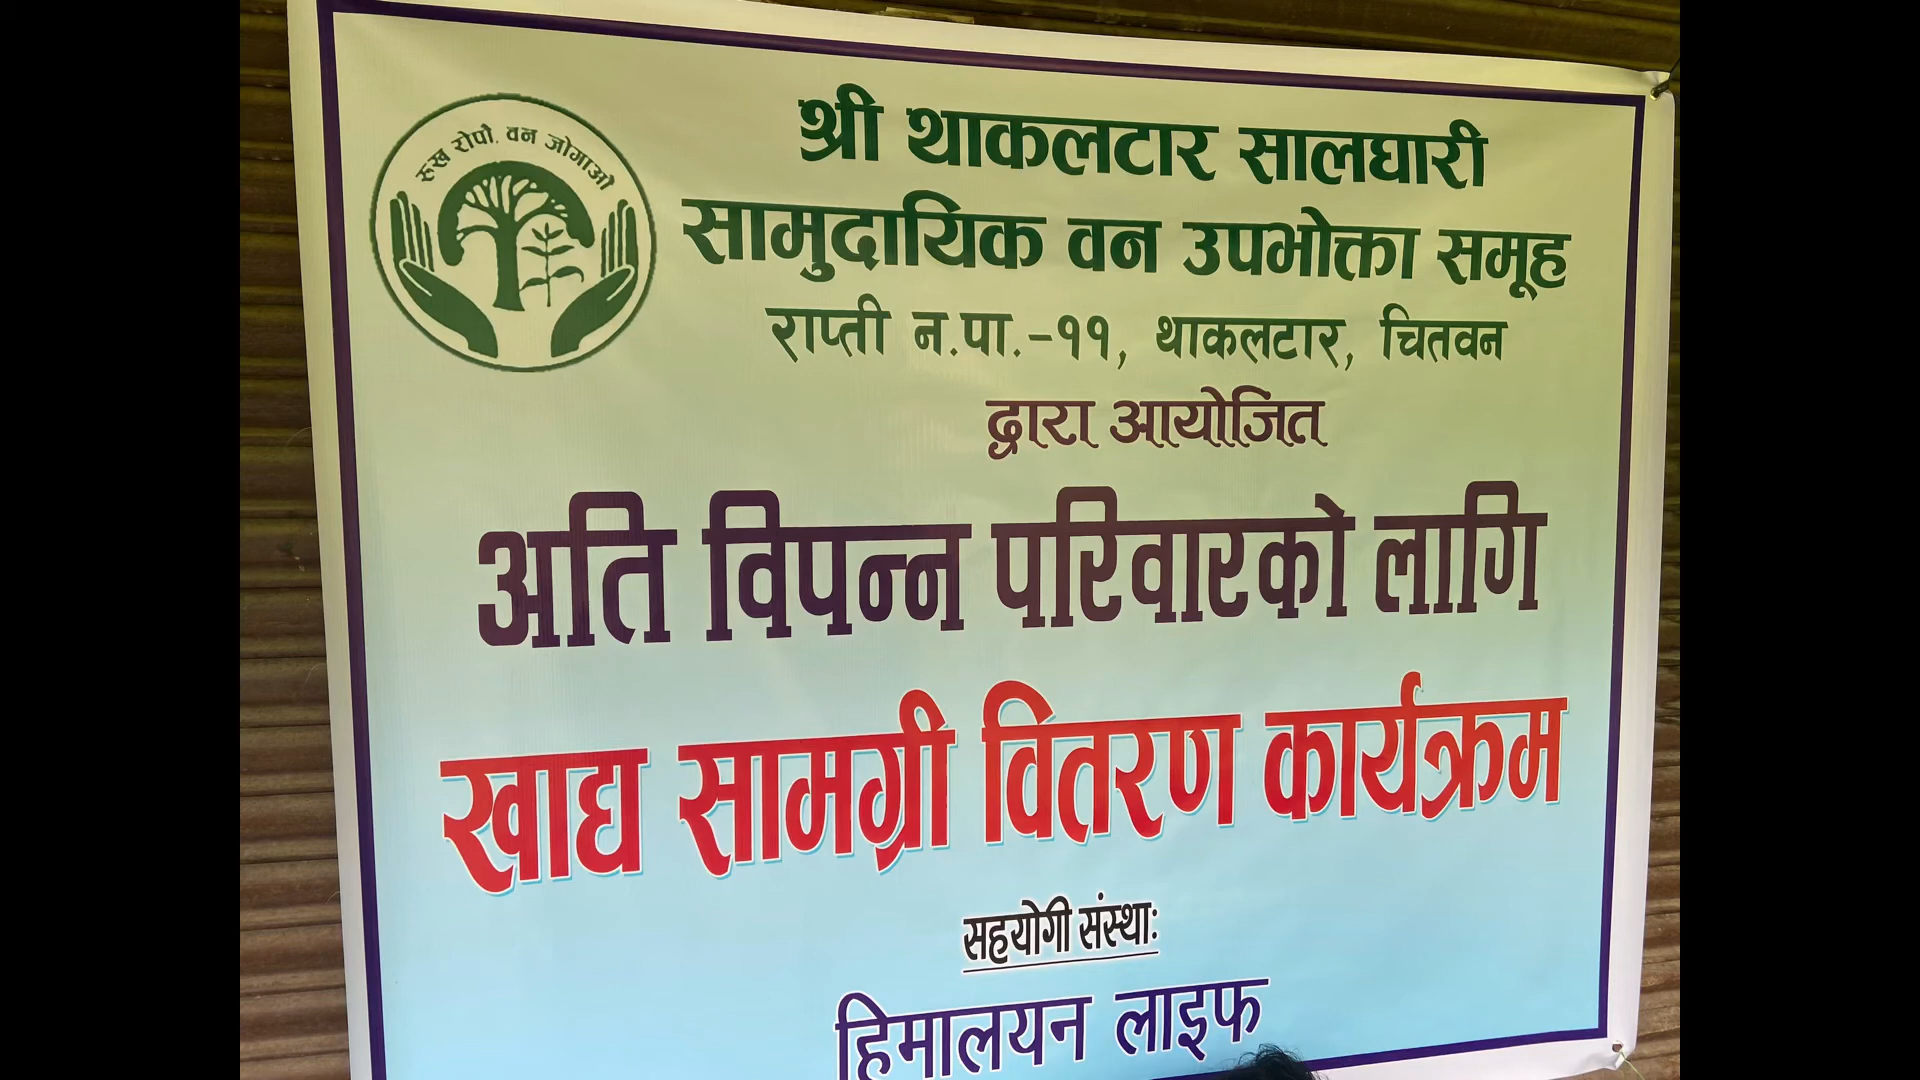 रुख रोपौं, वन जोगाऔं
श्री थाकलटार सालघारी
सामुदायिक वन उपभोक्ता समूह
राप्ती न.पा.-११, थाकलटार, चितवन
द्वारा आयोजित
अति विपन्न परिवारको लागि
खाद्य सामग्री वितरण कार्यक्रम
सहयोगी संस्थाः
हिमालयन लाइफ